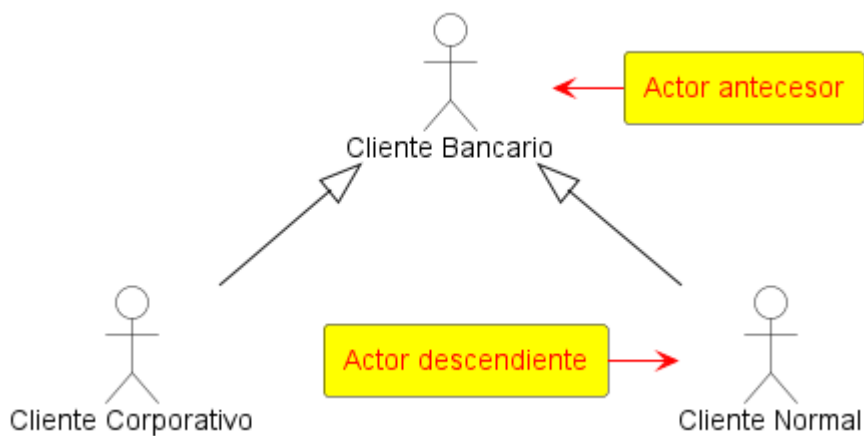 Actor antecesor
Cliente Bancario
Actor descendiente
Cliente Corporativo
Cliente Normal